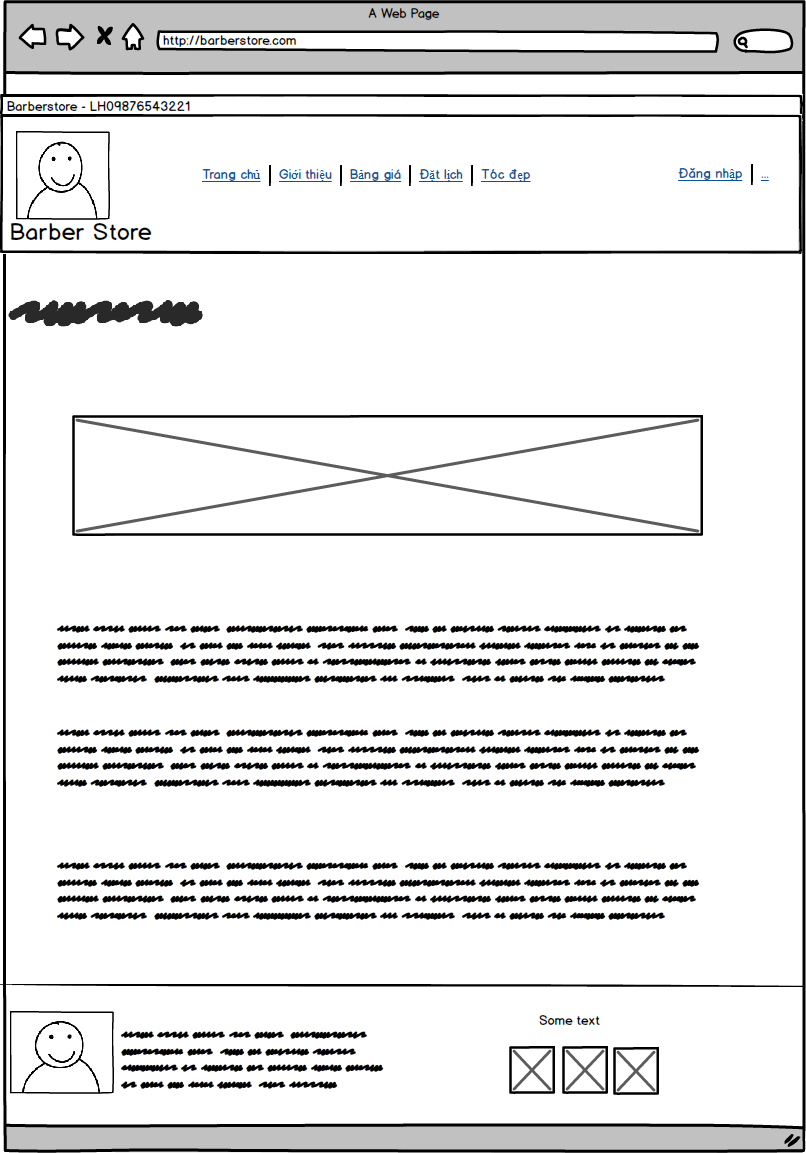 A Web Page
http://barberstore.com
Barberstore - LH09876543221
Trang chủ Giới thiệu Bảng giá Đặt lịch Tóc đẹp Đăng nhập ...
Barber Store
Some text